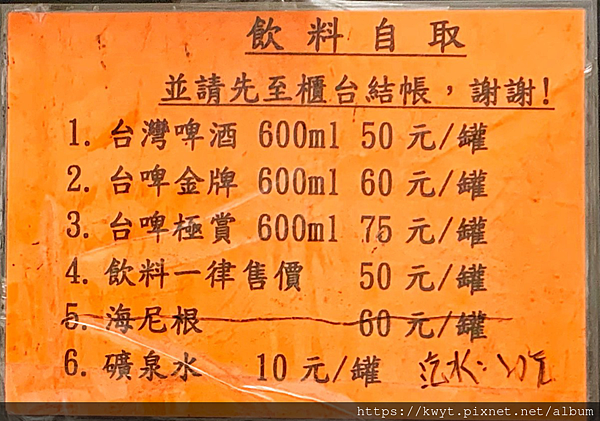 飲料自取
並請先至櫃台結帳，謝謝!
1. 台灣啤酒 600ml 50 元/罐
2. 台啤金牌 600ml 60 元/罐
3. 台啤極賞 600ml 75 元/罐
4. 飲料一律售價 50 元/罐
5. 海尼根 60 元/罐
6. 礦泉水 10 元/罐 汽水:
https://kwyt.pixnet.net/album